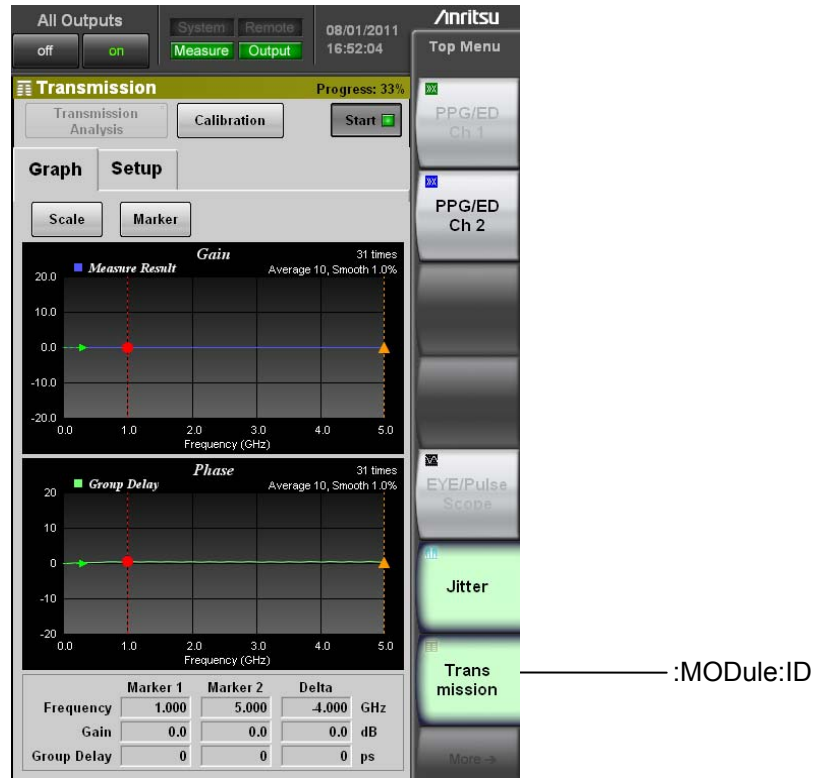 All Outputs
off
on
System
Remote
Measure
Output
08/01/2011
16:52:04
Anritsu
Top Menu
Transmission
Progress: 33%
Transmission
Analysis
Calibration
Start
Graph
Setup
Scale
Marker
Gain
31 times
Measure Result
Average 10, Smooth 1.0%
20.0
10.0
0.0
-10.0
-20.0
0.0 1.0 2.0 3.0 4.0 5.0
Frequency (GHz)
Phase
31 times
Group Delay
Average 10, Smooth 1.0%
20
10
0
-10
-20
0.0 1.0 2.0 3.0 4.0 5.0
Frequency (GHz)
Marker 1 Marker 2 Delta
Frequency 1.000 5.000 -4.000 GHz
Gain 0.0 0.0 0.0 dB
Group Delay 0 0 0 ps
PPG/ED
Ch 1
PPG/ED
Ch 2
EYE/Pulse
Scope
Jitter
Trans
mission
:MODule:ID
More